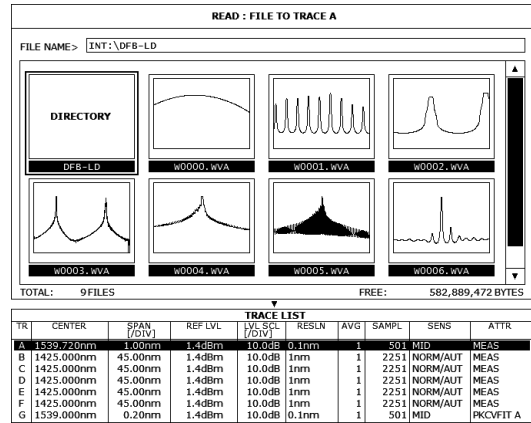 READ : FILE TO TRACE A
FILE NAME> INT:\DFB-LD
DIRECTORY
DFB-LD W0000.WVA W0001.WVA W0002.WVA
W0003.WVA W0004.WVA W0005.WVA W0006.WVA
TOTAL: 9FILES FREE: 582,889,472 BYTES
TRACE LIST
TR CENTER SPAN [/DIV] REF LVL LVL SCL [/DIV] RESLN AVG SAMPL SENS ATTR
A 1539.720nm 1.00nm 1.4dBm 10.0dB 0.1nm 1 501 MID MEAS
B 1425.000nm 45.00nm 1.4dBm 10.0dB 1nm 1 2251 NORM/AUT MEAS
C 1425.000nm 45.00nm 1.4dBm 10.0dB 1nm 1 2251 NORM/AUT MEAS
D 1425.000nm 45.00nm 1.4dBm 10.0dB 1nm 1 2251 NORM/AUT MEAS
E 1425.000nm 45.00nm 1.4dBm 10.0dB 1nm 1 2251 NORM/AUT MEAS
F 1425.000nm 45.00nm 1.4dBm 10.0dB 1nm 1 2251 NORM/AUT MEAS
G 1539.000nm 0.20nm 1.4dBm 10.0dB 0.1nm 1 501 MID PKCVFIT A